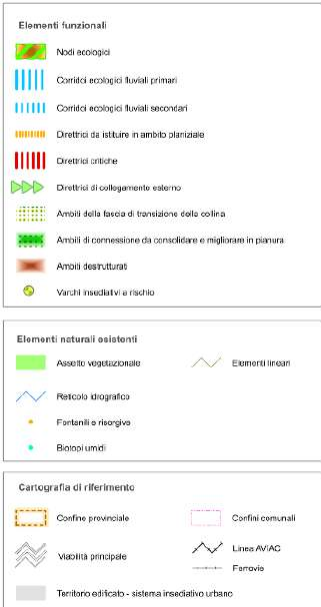 Elementi funzionali
Nodi ecologici
Corridoi ecologici fluviali primari
Corridoi ecologici fluviali secondari
Direttrici da istituire in ambito planiziale
Direttrici critiche
Direttrici di collegamento esterno
Ambiti della fascia di transizione della collina
Ambiti di connessione da consolidare e migliorare in pianura
Ambiti destrutturati
Varchi insediativi a rischio
Elementi naturali esistenti
Assetto vegetazionale
Elementi lineari
Reticolo idrografico
Fontanili e risorgive
Biotopi umidi
Cartografia di riferimento
Confine provinciale
Confini comunali
Viabilità principale
Linea AV/AC
Ferrovie
Territorio edificato - sistema insediativo urbano